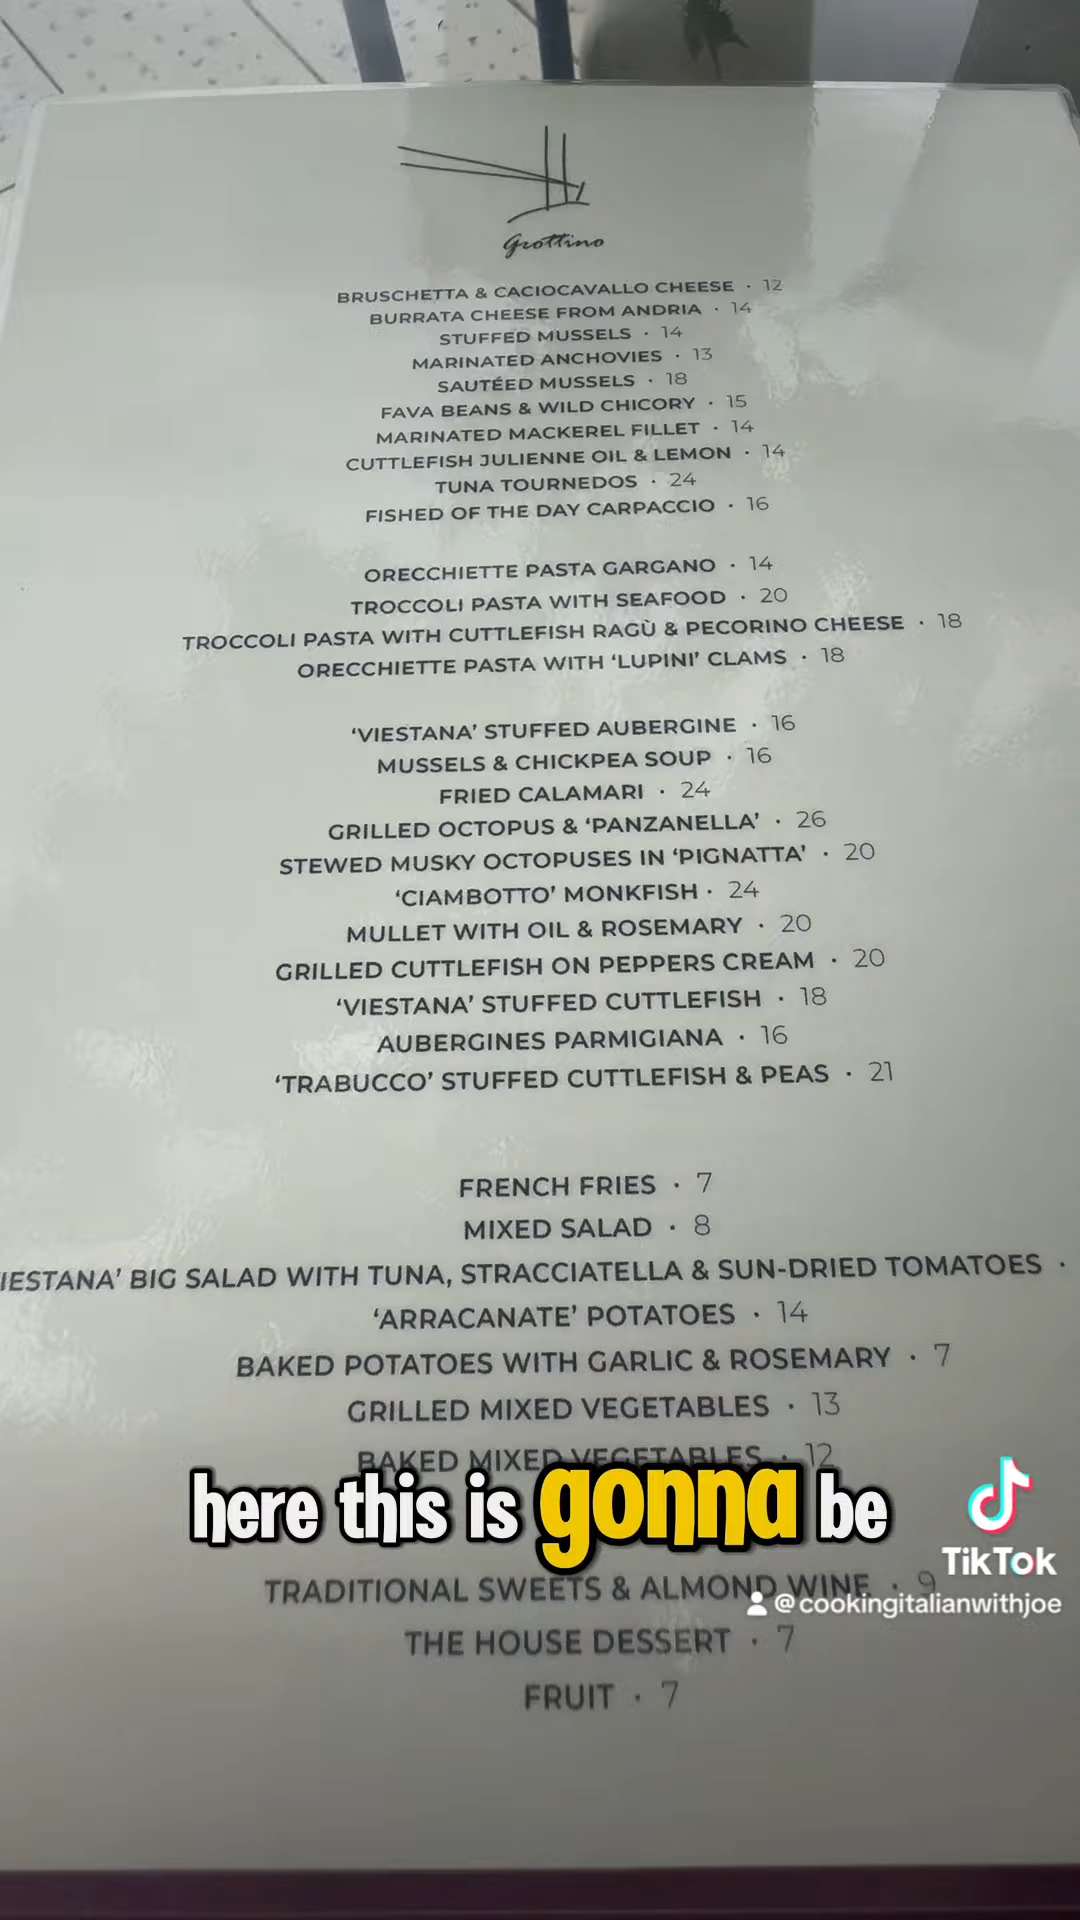 Grottino
BRUSCHETTA & CACIOCAVALLO CHEESE · 12
BURRATA CHEESE FROM ANDRIA · 14
STUFFED MUSSELS · 14
MARINATED ANCHOVIES · 13
SAUTÉED MUSSELS · 18
FAVA BEANS & WILD CHICORY · 15
MARINATED MACKEREL FILLET · 14
CUTTLEFISH JULIENNE OIL & LEMON · 14
TUNA TOURNEDOS · 24
FISHED OF THE DAY CARPACCIO · 16
ORECCHIETTE PASTA GARGANO · 14
TROCCOLI PASTA WITH SEAFOOD · 20
TROCCOLI PASTA WITH CUTTLEFISH RAGÙ & PECORINO CHEESE · 18
ORECCHIETTE PASTA WITH ‘LUPINI’ CLAMS · 18
‘VIESTANA’ STUFFED AUBERGINE · 16
MUSSELS & CHICKPEA SOUP · 16
FRIED CALAMARI · 24
GRILLED OCTOPUS & ‘PANZANELLA’ · 26
STEWED MUSKY OCTOPUSES IN ‘PIGNATTA’ · 20
‘CIAMBOTTO’ MONKFISH · 24
MULLET WITH OIL & ROSEMARY · 20
GRILLED CUTTLEFISH ON PEPPERS CREAM · 20
‘VIESTANA’ STUFFED CUTTLEFISH · 18
AUBERGINES PARMIGIANA · 16
‘TRABUCCO’ STUFFED CUTTLEFISH & PEAS · 21
FRENCH FRIES · 7
MIXED SALAD · 8
IESTANA’ BIG SALAD WITH TUNA, STRACCIATELLA & SUN-DRIED TOMATOES ·
‘ARRACANATE’ POTATOES · 14
BAKED POTATOES WITH GARLIC & ROSEMARY · 7
GRILLED MIXED VEGETABLES · 13
BAKED MIXED VEGETABLES · 12
here this is gonna be
TikTok
TRADITIONAL SWEETS & ALMOND WINE · 9
@cookingitalianwithjoe
THE HOUSE DESSERT · 7
FRUIT · 7